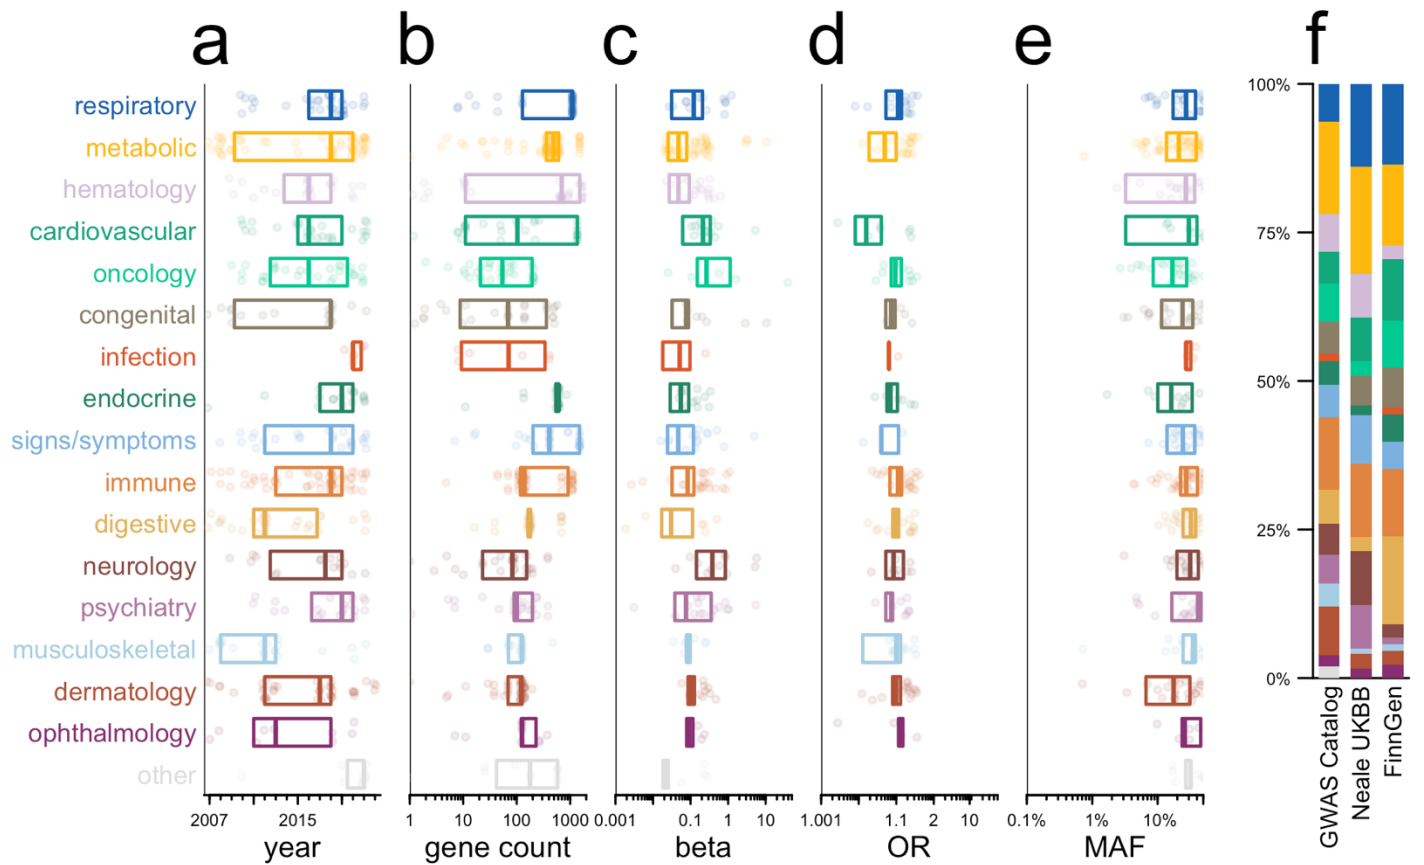 a b c d e f
respiratory
metabolic
hematology
cardiovascular
oncology
congenital
infection
endocrine
signs/symptoms
immune
digestive
neurology
psychiatry
musculoskeletal
dermatology
ophthalmology
other
2007 2015
year
1 10 100 1000
gene count
0.001 0.1 1 10
beta
1.001 1.1 2 10
OR
0.1% 1% 10%
MAF
100%
75%
50%
25%
0%
GWAS Catalog
Neale UKBB
FinnGen